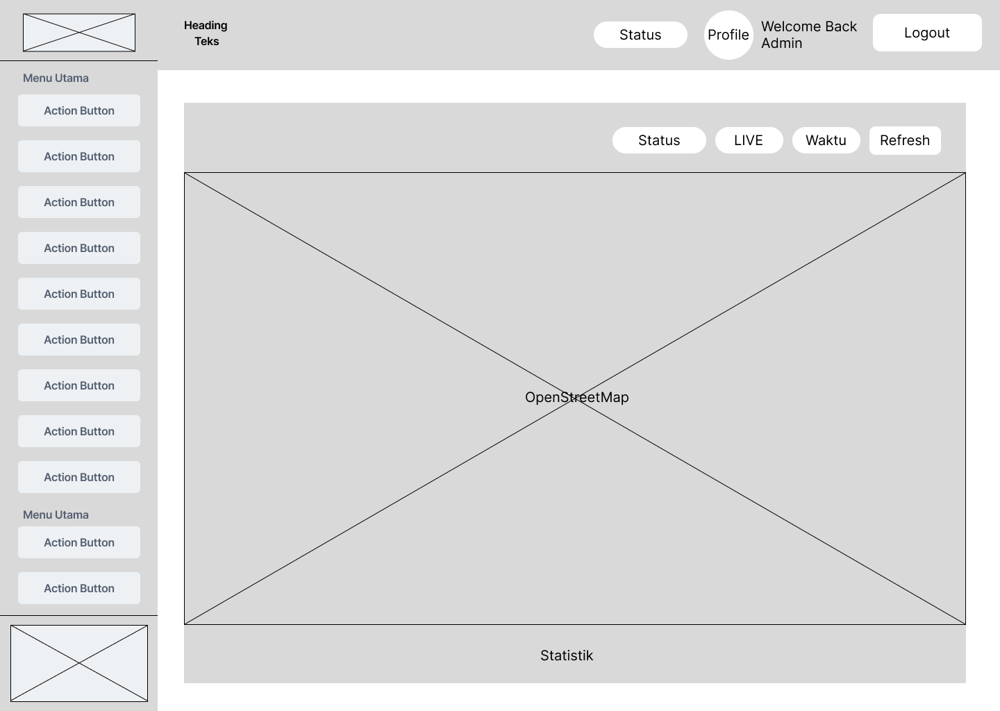 Heading
Teks
Status
Profile
Welcome Back
Admin
Logout
Menu Utama
Action Button
Action Button
Action Button
Action Button
Action Button
Action Button
Action Button
Action Button
Action Button
Menu Utama
Action Button
Action Button
Status
LIVE
Waktu
Refresh
OpenStreetMap
Statistik